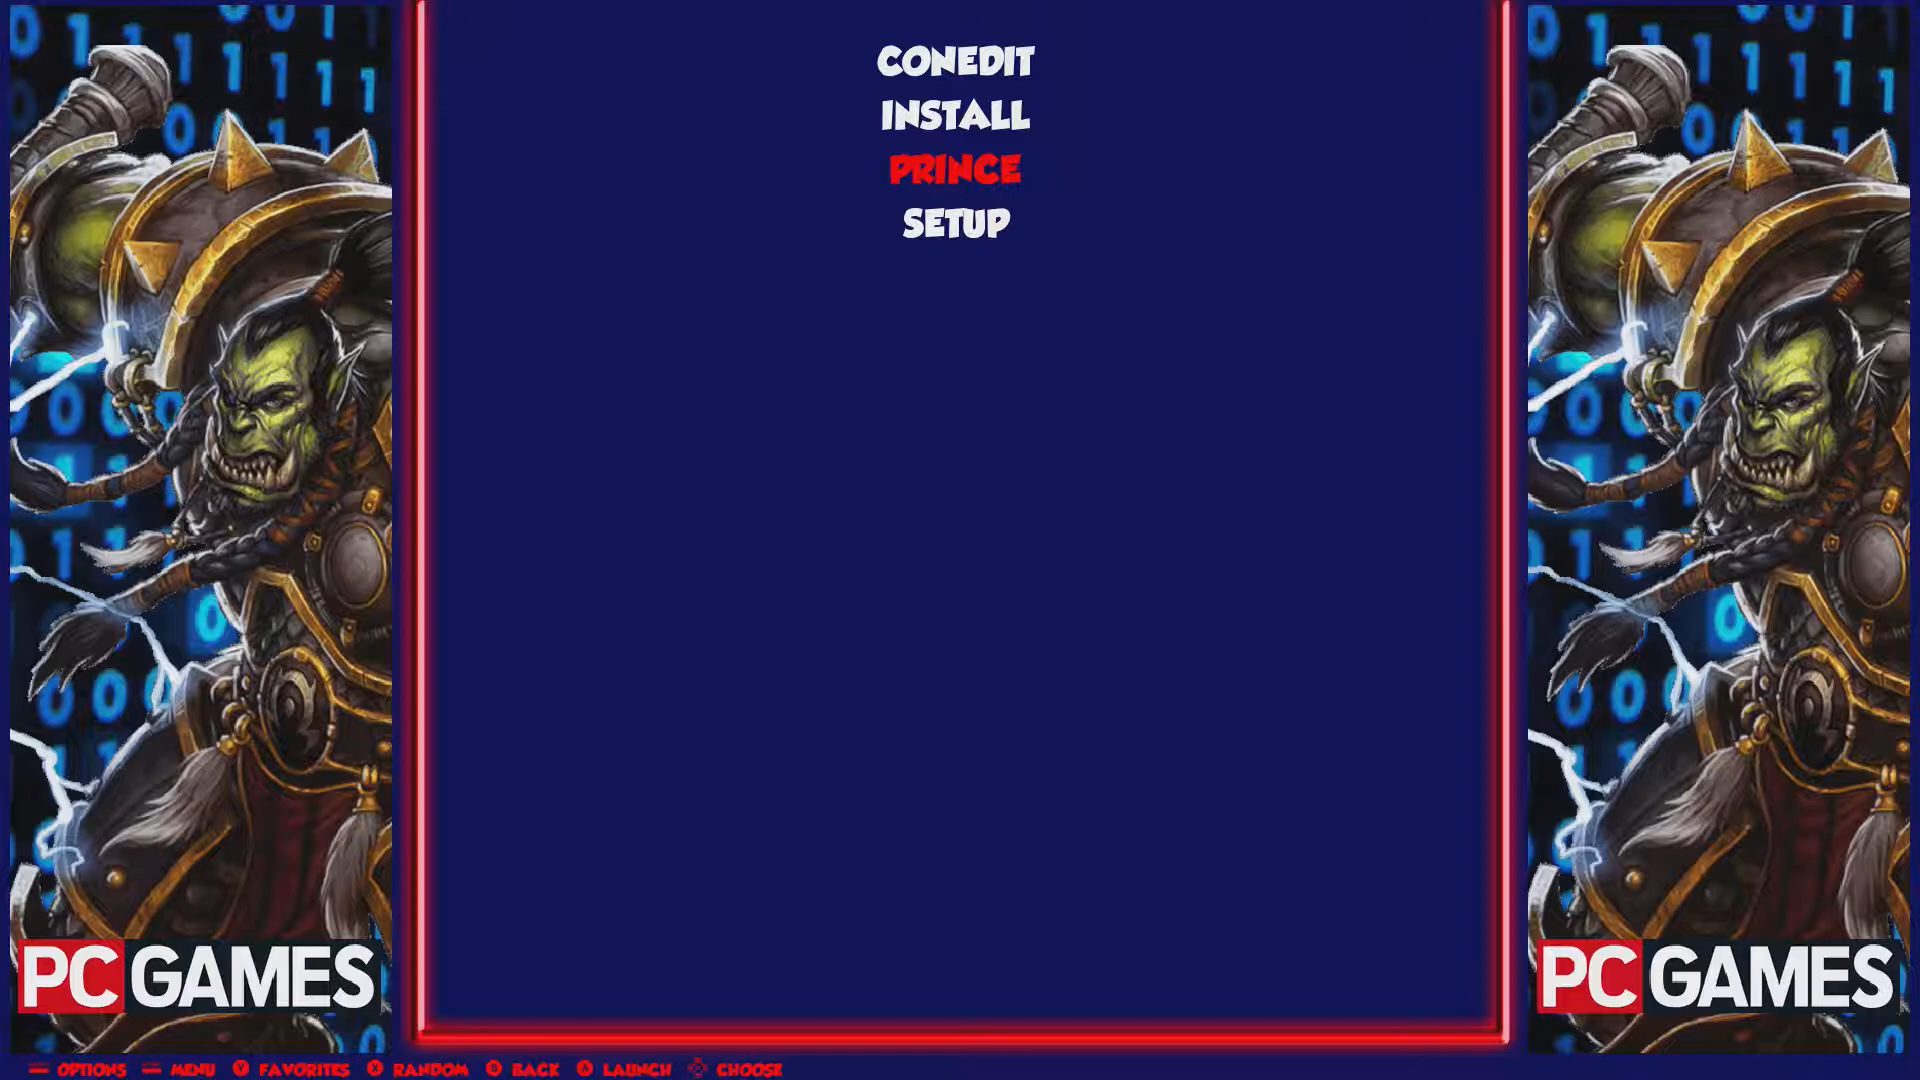 CONEDIT
INSTALL
PRINCE
SETUP
PC GAMES
PC GAMES
OPTIONS MENU Y FAVORITES X RANDOM B BACK A LAUNCH CHOOSE